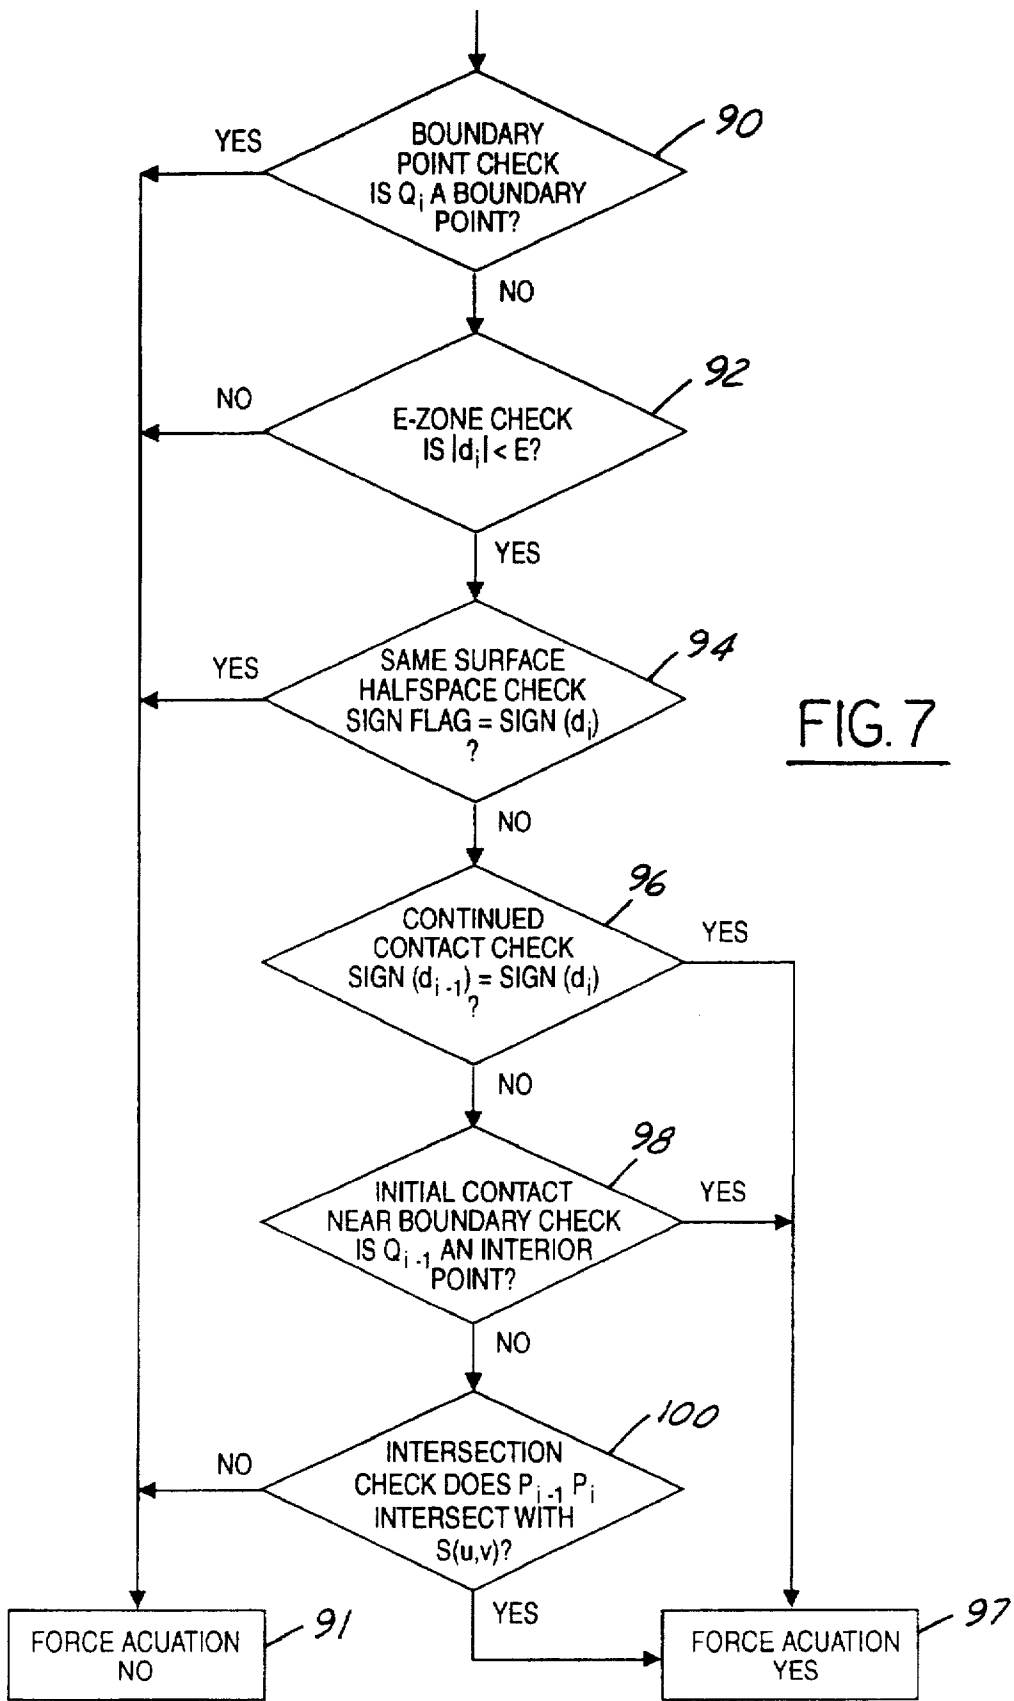 BOUNDARY
POINT CHECK
IS Qi A BOUNDARY
POINT?
90
YES
NO
E-ZONE CHECK
IS |di| < E?
92
NO
YES
SAME SURFACE
HALFSPACE CHECK
SIGN FLAG = SIGN (di)
?
94
YES
NO
FIG. 7
CONTINUED
CONTACT CHECK
SIGN (di-1) = SIGN (di)
?
96
YES
NO
INITIAL CONTACT
NEAR BOUNDARY CHECK
IS Qi-1 AN INTERIOR
POINT?
98
YES
NO
INTERSECTION
CHECK DOES Pi-1 Pi
INTERSECT WITH
S(u,v)?
100
NO
YES
FORCE ACUATION
NO
91
FORCE ACUATION
YES
97